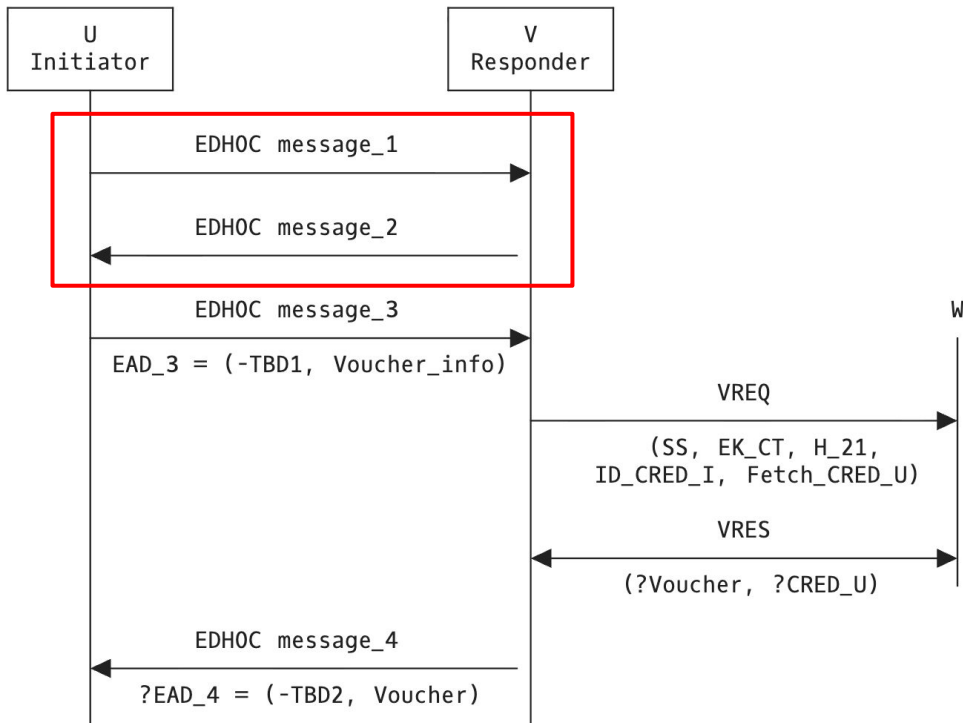 U
Initiator
V
Responder
EDHOC message_1
EDHOC message_2
EDHOC message_3
W
EAD_3 = (-TBD1, Voucher_info)
VREQ
(SS, EK_CT, H_21,
ID_CRED_I, Fetch_CRED_U)
VRES
(?Voucher, ?CRED_U)
EDHOC message_4
?EAD_4 = (-TBD2, Voucher)